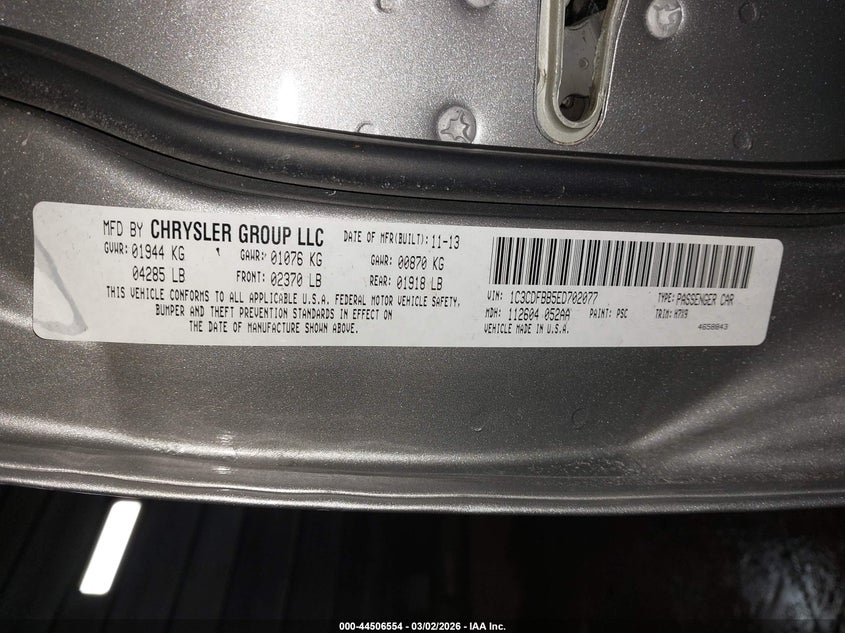 MFD BY CHRYSLER GROUP LLC DATE OF MFR(BUILT): 11-13
GVWR: 01944 KG GAWR: 01076 KG GAWR: 00870 KG
04285 LB FRONT: 02370 LB REAR: 01918 LB
THIS VEHICLE CONFORMS TO ALL APPLICABLE U.S.A. FEDERAL MOTOR VEHICLE SAFETY,
BUMPER AND THEFT PREVENTION STANDARDS IN EFFECT ON
THE DATE OF MANUFACTURE SHOWN ABOVE.
VIN: 1C3CDFBB5ED702077 TYPE: PASSENGER CAR
MDH: 112604 052AA PAINT: PSC TRIM: H7X9
VEHICLE MADE IN U.S.A. 4658843
000-44506554 | 03/02/2026 - IAA Inc.